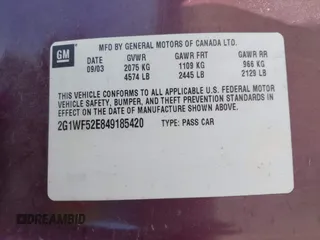 GM
MFD BY GENERAL MOTORS OF CANADA LTD.
DATE GVWR GAWR FRT GAWR RR
09/03 2075 KG 1109 KG 966 KG
4574 LB 2445 LB 2129 LB
THIS VEHICLE CONFORMS TO ALL APPLICABLE U.S. FEDERAL MOTOR
VEHICLE SAFETY, BUMPER, AND THEFT PREVENTION STANDARDS IN
EFFECT ON THE DATE OF MANUFACTURE SHOWN ABOVE.
2G1WF52E849185420 TYPE: PASS CAR
DREAMBID